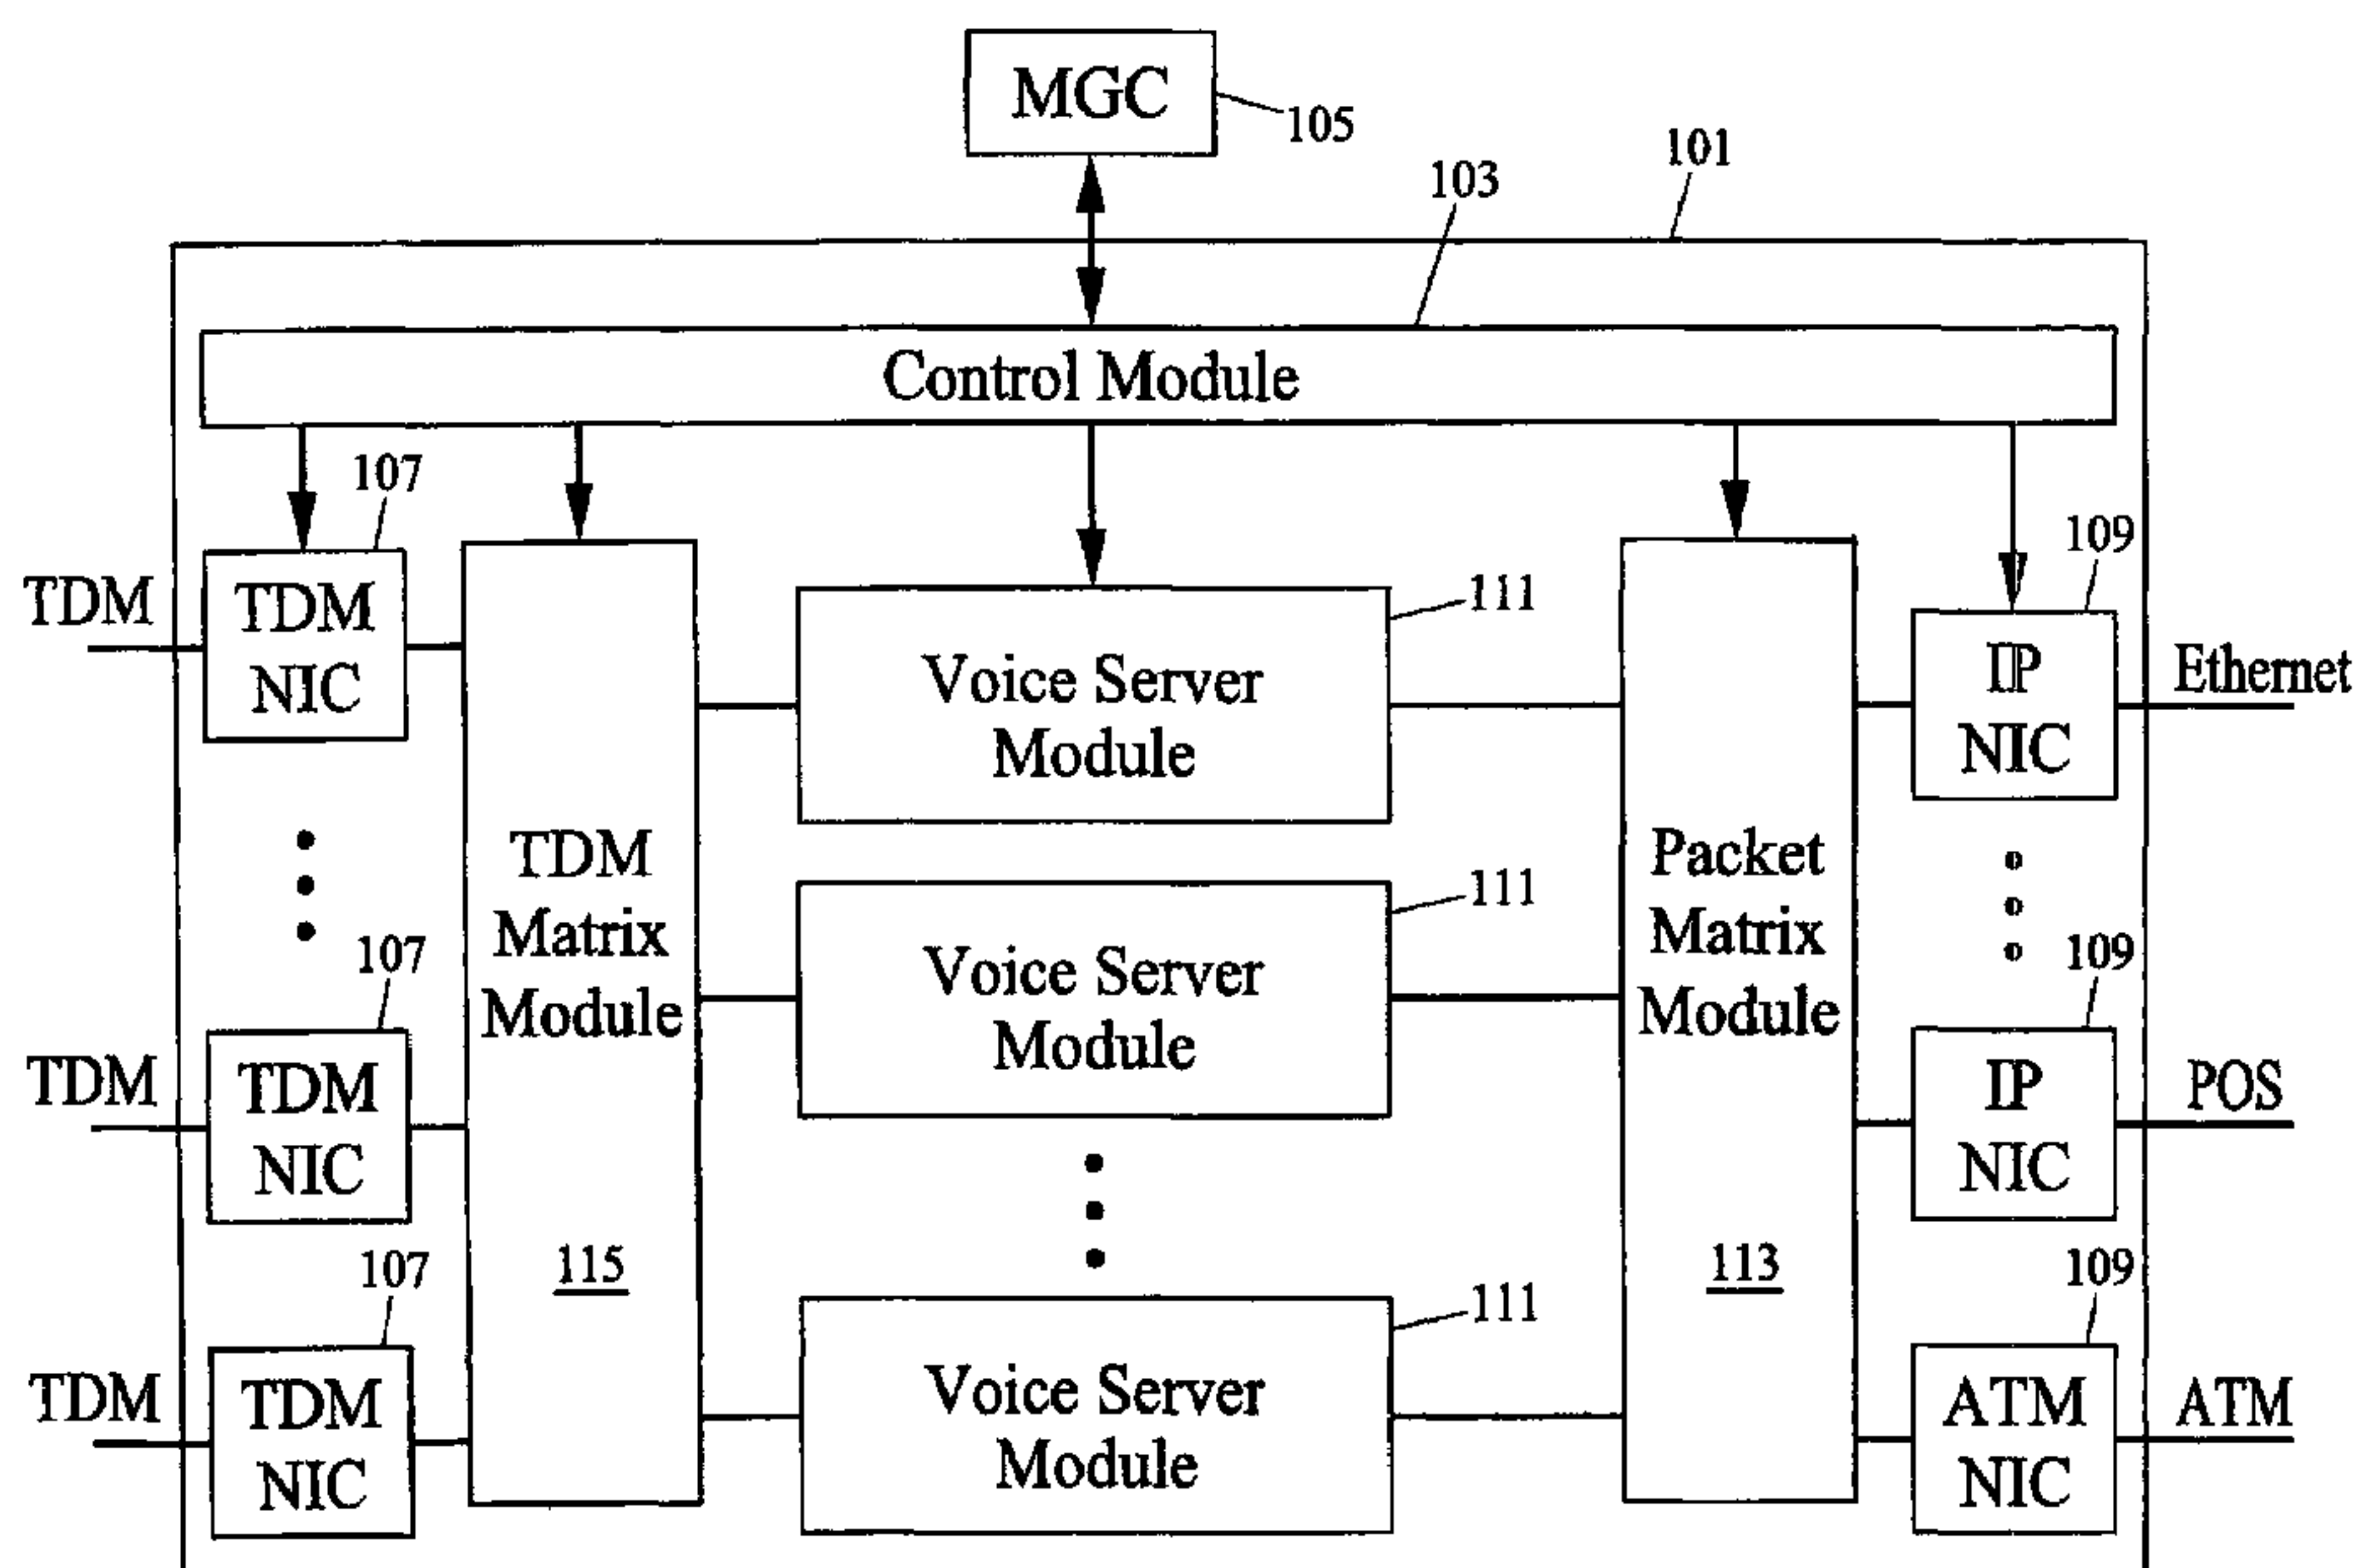 MGC
105
101
103
Control Module
107
109
TDM
TDM
NIC
111
Voice Server
Module
IP
NIC
Ethernet
TDM
Matrix
Module
115
111
Voice Server
Module
Packet
Matrix
Module
113
107
TDM
TDM
NIC
109
IP
NIC
POS
107
TDM
TDM
NIC
111
Voice Server
Module
109
ATM
NIC
ATM